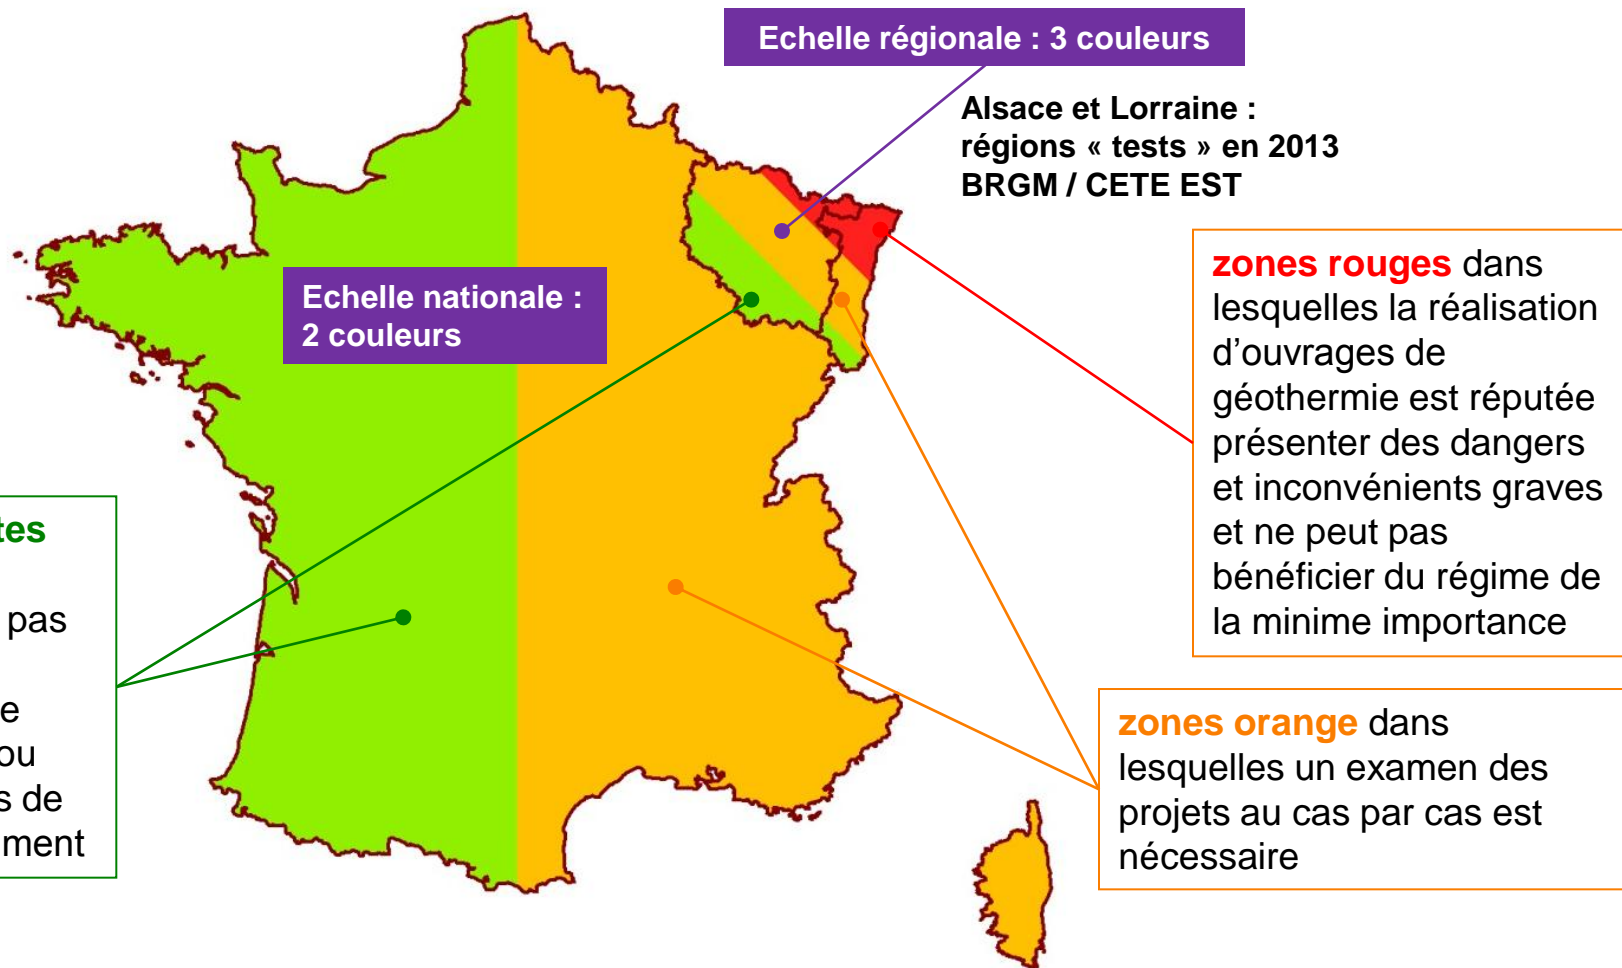 Echelle régionale : 3 couleurs
Alsace et Lorraine :
régions « tests » en 2013
BRGM / CETE EST
Echelle nationale :
2 couleurs
zones rouges dans
lesquelles la réalisation
d’ouvrages de
géothermie est réputée
présenter des dangers
et inconvénients graves
et ne peut pas
bénéficier du régime de
la minime importance
tes
pas
e
ou
s de
ment
zones orange dans
lesquelles un examen des
projets au cas par cas est
nécessaire